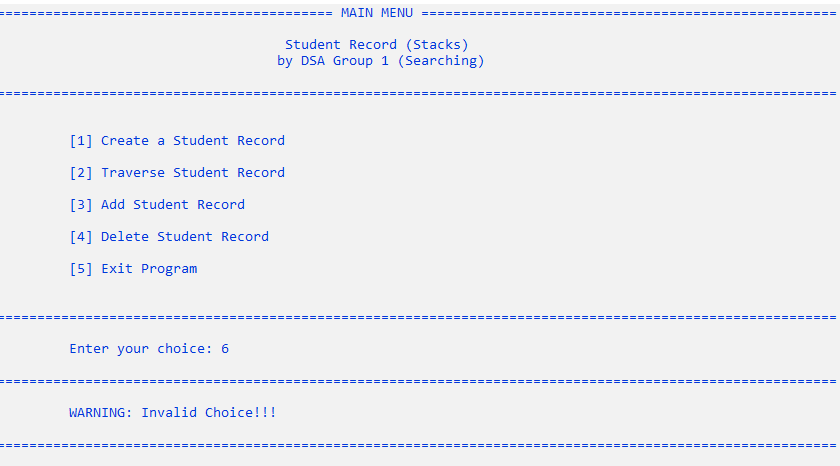 ======================================== MAIN MENU ====================================================
Student Record (Stacks)
by DSA Group 1 (Searching)
=========================================================================================================
[1] Create a Student Record
[2] Traverse Student Record
[3] Add Student Record
[4] Delete Student Record
[5] Exit Program
=========================================================================================================
Enter your choice: 6
=========================================================================================================
WARNING: Invalid Choice!!!
=========================================================================================================